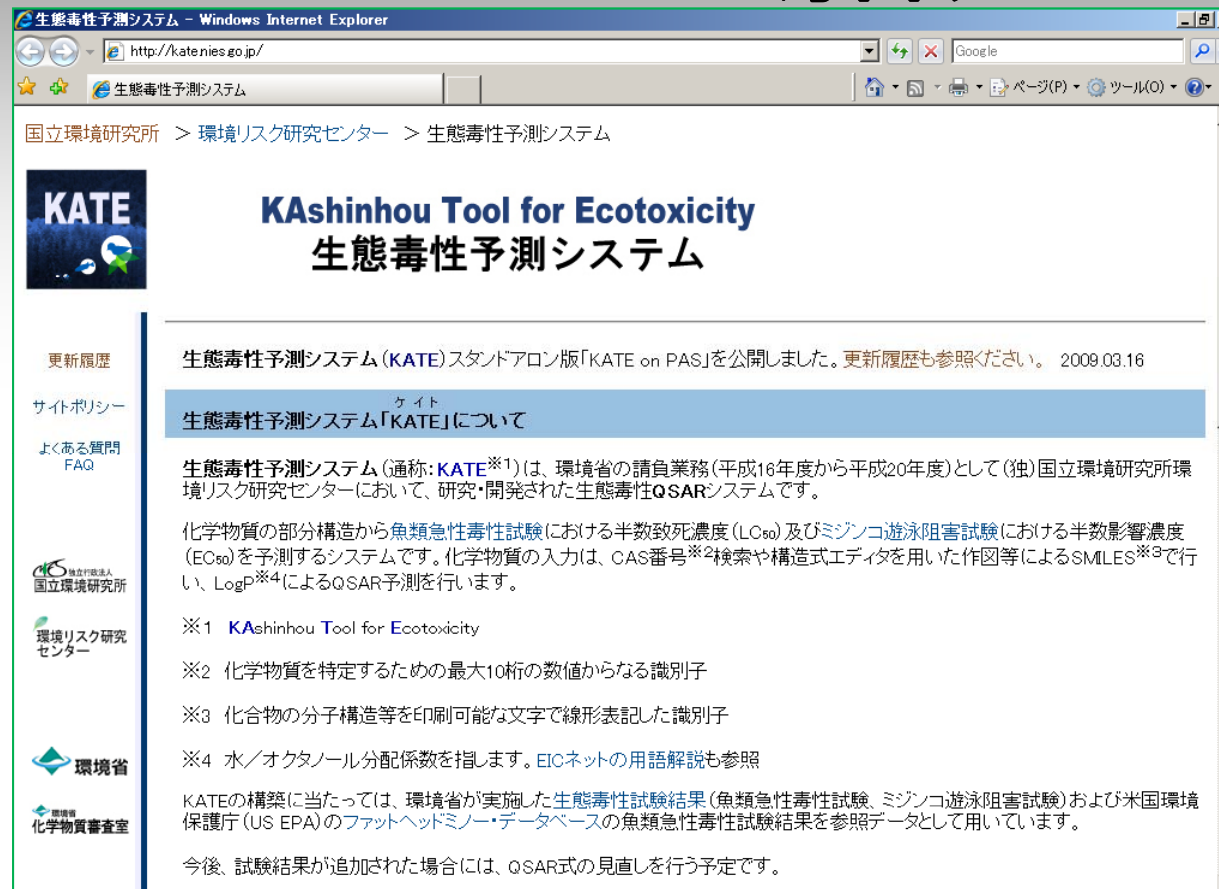 生態毒性予測システム - Windows Internet Explorer
http://kate.nies.go.jp/
Google
生態毒性予測システム
ページ(P)
ツール(O)
国立環境研究所 ＞環境リスク研究センター ＞生態毒性予測システム
KATE
KAshinhou Tool for Ecotoxicity
生態毒性予測システム
更新履歴
サイトポリシー
よくある質問
FAQ
独立行政法人
国立環境研究所
環境リスク研究
センター
環境省
環境省
化学物質審査室
生態毒性予測システム(KATE)スタンドアロン版「KATE on PAS」を公開しました。更新履歴も参照ください。 2009.03.16
ケイト
生態毒性予測システム「KATE」について
生態毒性予測システム(通称:KATE※1)は、環境省の請負業務(平成16年度から平成20年度)として(独)国立環境研究所環
境リスク研究センターにおいて、研究・開発された生態毒性QSARシステムです。
化学物質の部分構造から魚類急性毒性試験における半数致死濃度(LC50)及びミジンコ遊泳阻害試験における半数影響濃度
(EC50)を予測するシステムです。化学物質の入力は、CAS番号※2検索や構造式エディタを用いた作図等によるSMILES※3で行
い、LogP※4によるQSAR予測を行います。
※1 KAshinhou Tool for Ecotoxicity
※2 化学物質を特定するための最大10桁の数値からなる識別子
※3 化合物の分子構造等を印刷可能な文字で線形表記した識別子
※4 水／オクタノール分配係数を指します。EICネットの用語解説も参照
KATEの構築に当たっては、環境省が実施した生態毒性試験結果(魚類急性毒性試験、ミジンコ遊泳阻害試験)および米国環境
保護庁(US EPA)のファットヘッドミノー・データベースの魚類急性毒性試験結果を参照データとして用いています。
今後、試験結果が追加された場合には、QSAR式の見直しを行う予定です。